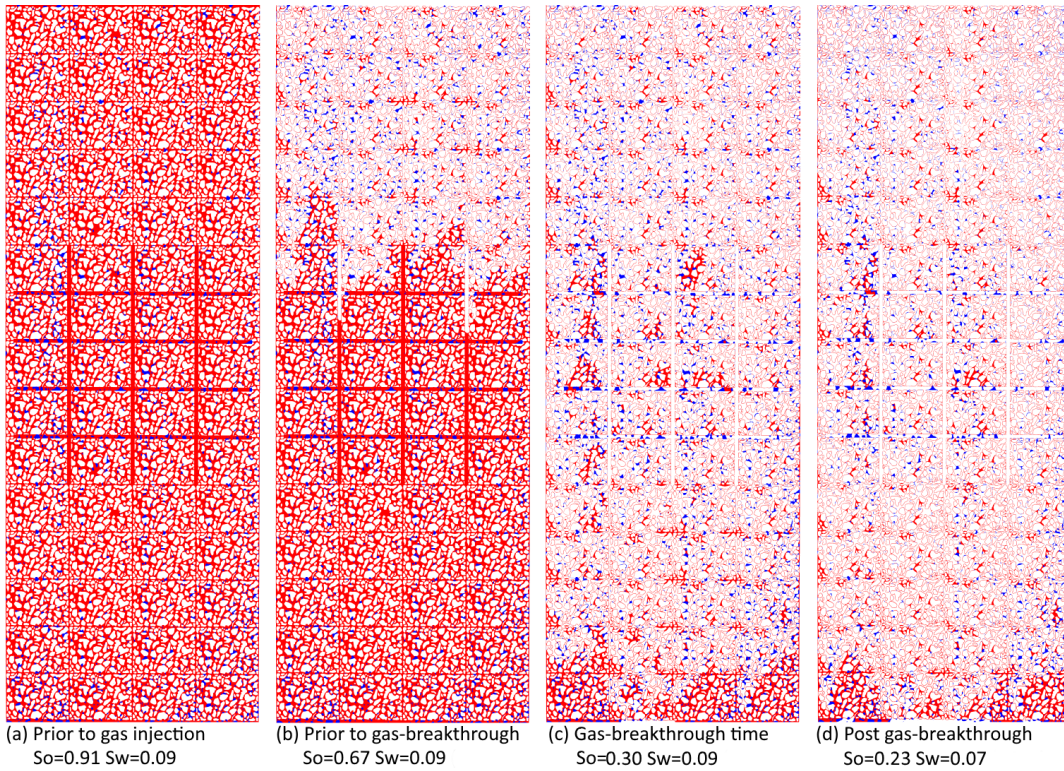 (a) Prior to gas injection
So=0.91 Sw=0.09
(b) Prior to gas-breakthrough
So=0.67 Sw=0.09
(c) Gas-breakthrough time
So=0.30 Sw=0.09
(d) Post gas-breakthrough
So=0.23 Sw=0.07